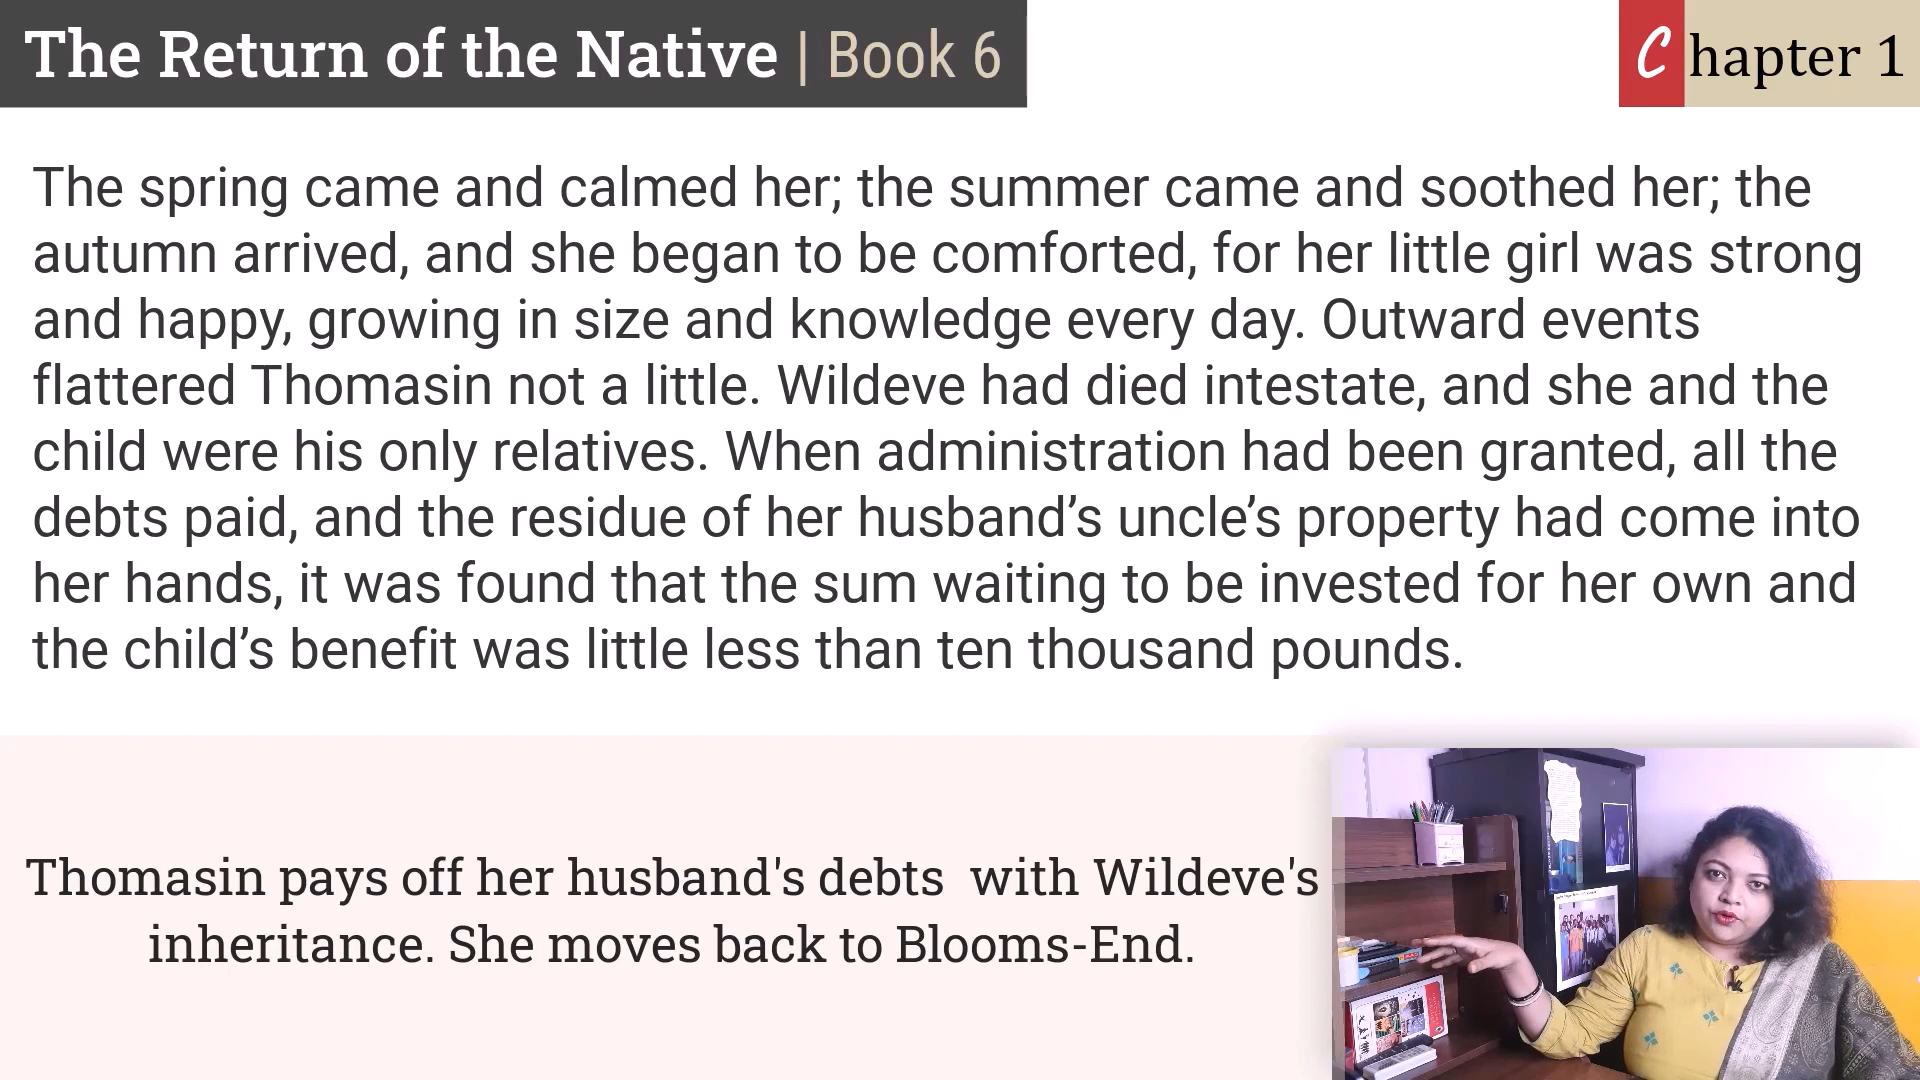 The Return of the Native | Book 6
Chapter 1
The spring came and calmed her; the summer came and soothed her; the
autumn arrived, and she began to be comforted, for her little girl was strong
and happy, growing in size and knowledge every day. Outward events
flattered Thomasin not a little. Wildeve had died intestate, and she and the
child were his only relatives. When administration had been granted, all the
debts paid, and the residue of her husband’s uncle’s property had come into
her hands, it was found that the sum waiting to be invested for her own and
the child’s benefit was little less than ten thousand pounds.
Thomasin pays off her husband's debts  with Wildeve's
inheritance. She moves back to Blooms-End.